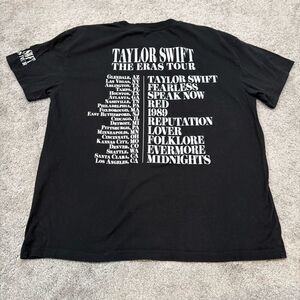 TAYLOR SWIFT
THE ERAS TOUR
GLENDALE, AZ
LAS VEGAS, NV
ARLINGTON, TX
TAMPA, FL
HOUSTON, TX
ATLANTA, GA
NASHVILLE, TN
PHILADELPHIA, PA
FOXBOROUGH, MA
EAST RUTHERFORD, NJ
CHICAGO, IL
DETROIT, MI
PITTSBURGH, PA
MINNEAPOLIS, MN
CINCINNATI, OH
KANSAS CITY, MO
DENVER, CO
SEATTLE, WA
SANTA CLARA, CA
LOS ANGELES, CA
TAYLOR SWIFT
FEARLESS
SPEAK NOW
RED
1989
REPUTATION
LOVER
FOLKLORE
EVERMORE
MIDNIGHTS